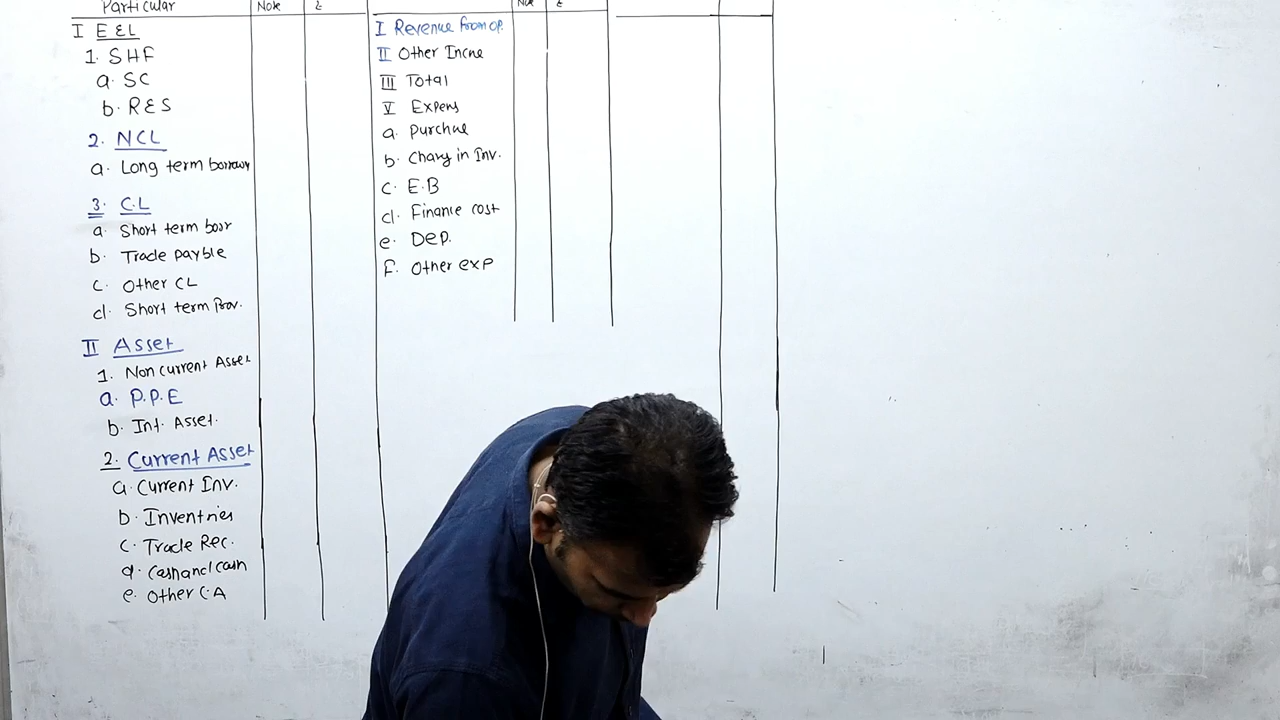 Particular Note ₹
I E&L
1. SHF
a. SC
b. R&S
2. NCL
a. Long term borrow
3. C.L
a. Short term borr
b. Trade payble
c. Other CL
d. Short term Prov.
II Asset
1. Non current Asset
a. P.P.E
b. Int. Asset.
2. Current Asset
a. Current Inv.
b. Inventries
c. Trade Rec.
d. Cash and cash
e. Other C.A
Not ₹
I Revenue from op.
II Other Incne
III Total
V Expens
a. Purchne
b. Chang in Inv.
c. E.B
d. Finance cost
e. Dep.
f. Other exp